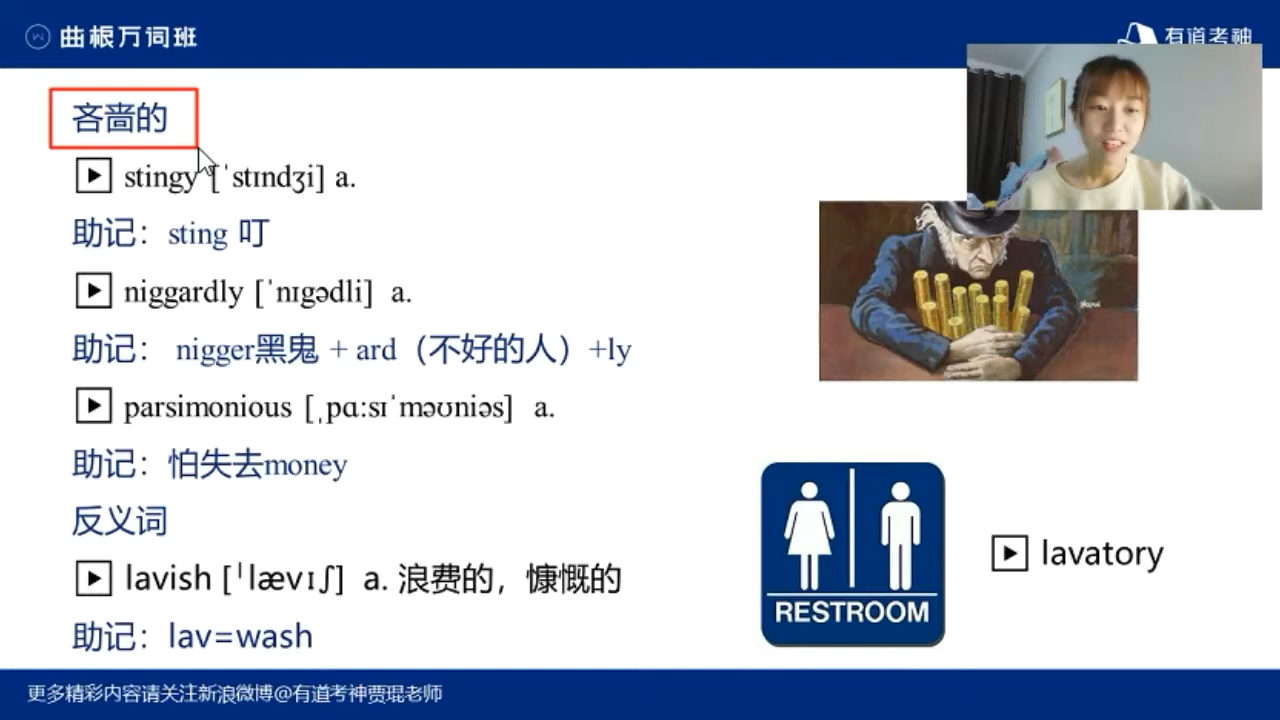 曲根万词班
有道考神
吝啬的
stingy [ˈstɪndʒi] a.
助记：sting 叮
niggardly [ˈnɪgədli] a.
助记： nigger黑鬼 + ard（不好的人）+ly
parsimonious [ˌpɑ:sɪˈməʊniəs] a.
助记：怕失去money
反义词
lavish [ˈlævɪʃ] a. 浪费的，慷慨的
助记：lav=wash
RESTROOM
lavatory
更多精彩内容请关注新浪微博@有道考神贾琨老师